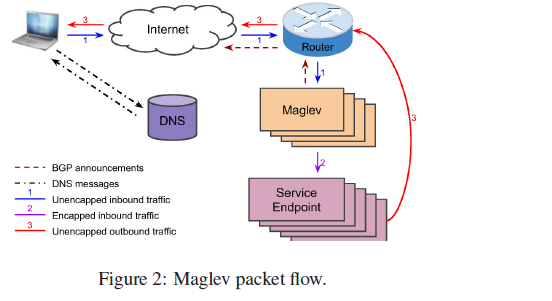 3
3
Internet
1
1
Router
1
Maglev
DNS
3
2
BGP announcements
DNS messages
1
Unencapped inbound traffic
2
Encapped inbound traffic
3
Unencapped outbound traffic
Service
Endpoint
Figure 2: Maglev packet flow.